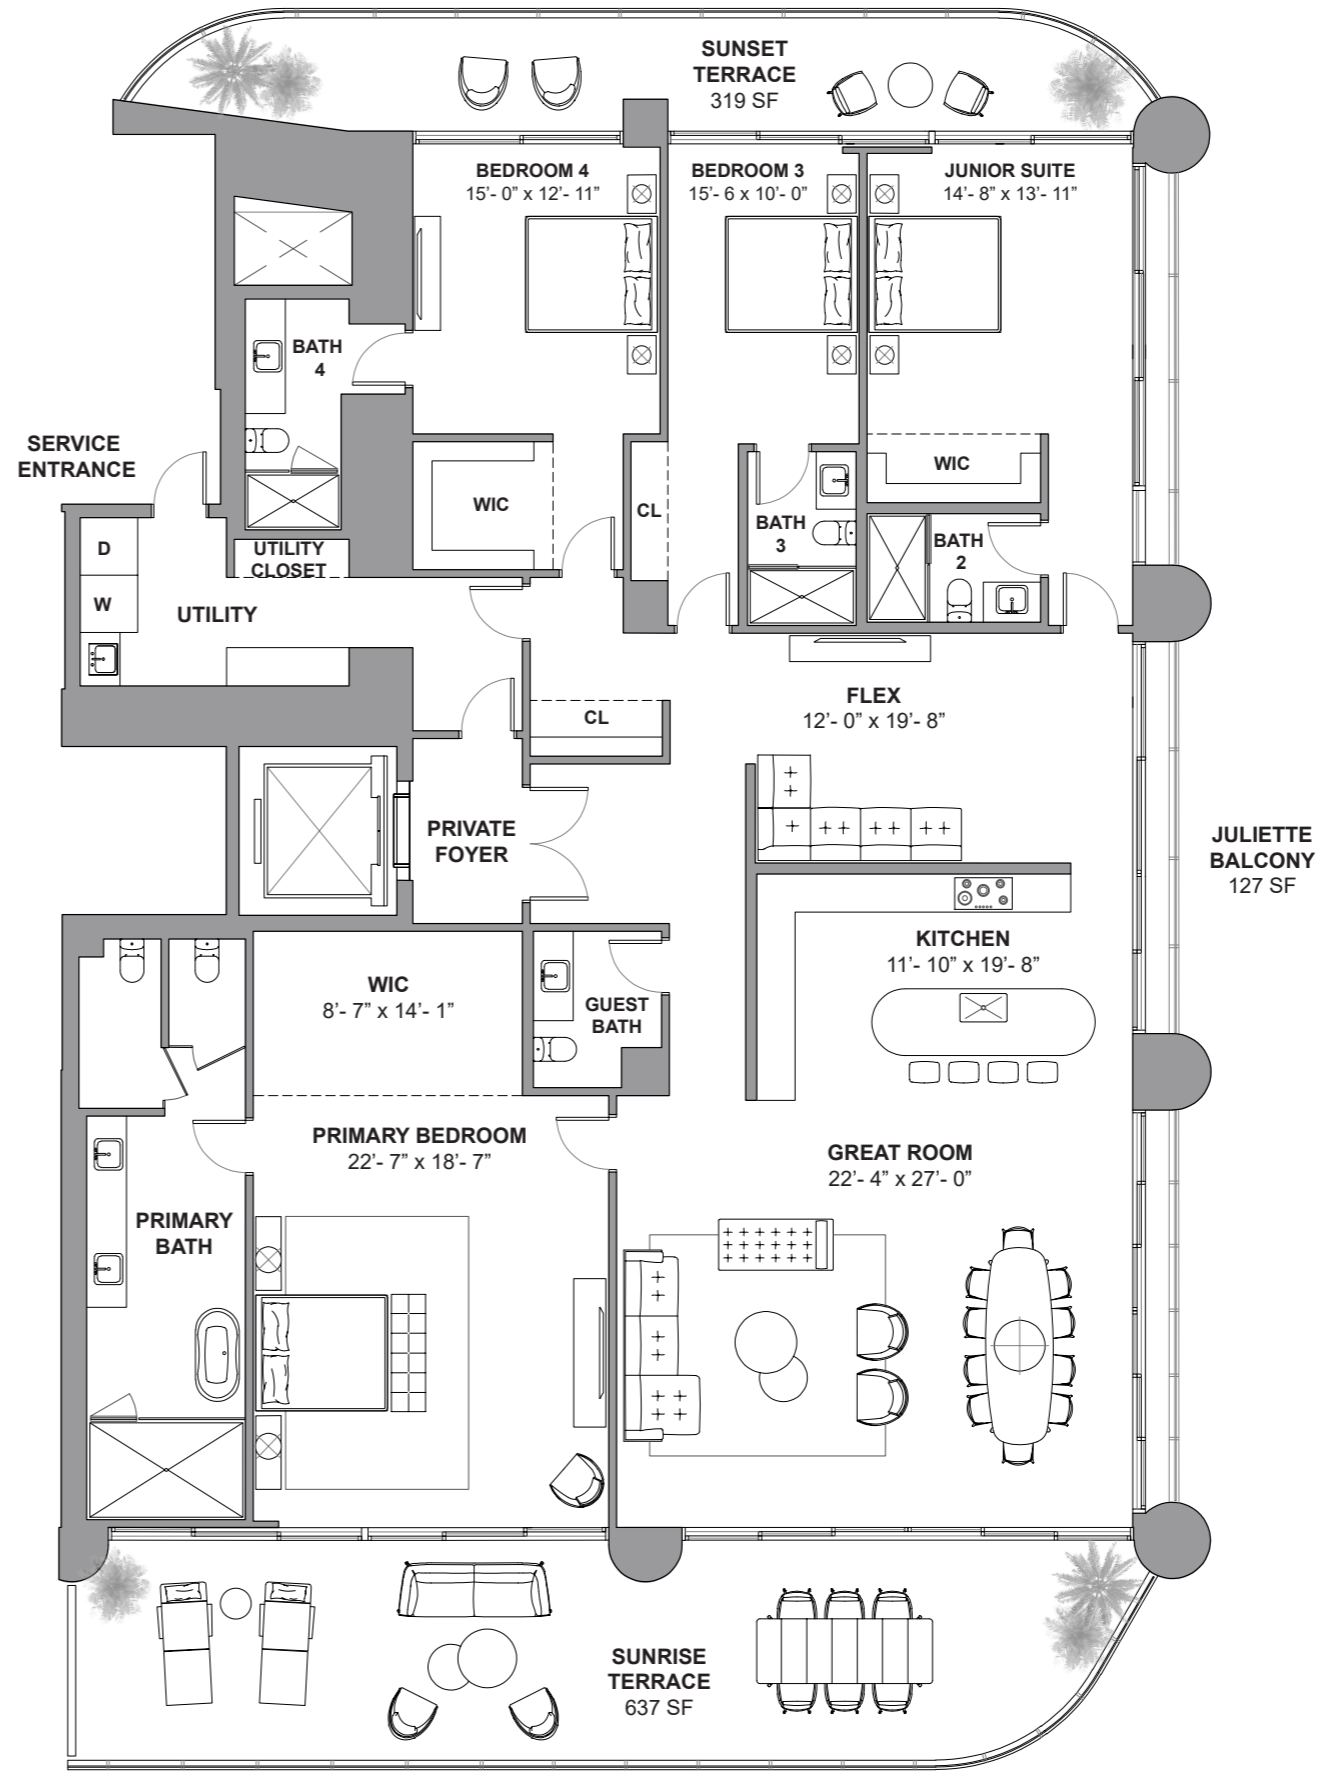 SUNSET
TERRACE
319 SF
BEDROOM 4
15’- 0” x 12’- 11”
BEDROOM 3
15’- 6 x 10’- 0”
JUNIOR SUITE
14’- 8” x 13’- 11”
BATH
4
SERVICE
ENTRANCE
WIC
CL
WIC
BATH
3
BATH
2
D
W
UTILITY
CLOSET
UTILITY
FLEX
12’- 0” x 19’- 8”
CL
PRIVATE
FOYER
JULIETTE
BALCONY
127 SF
KITCHEN
11’- 10” x 19’- 8”
WIC
8’- 7” x 14’- 1”
GUEST
BATH
PRIMARY BEDROOM
22’- 7” x 18’- 7”
GREAT ROOM
22’- 4” x 27’- 0”
PRIMARY
BATH
SUNRISE
TERRACE
637 SF